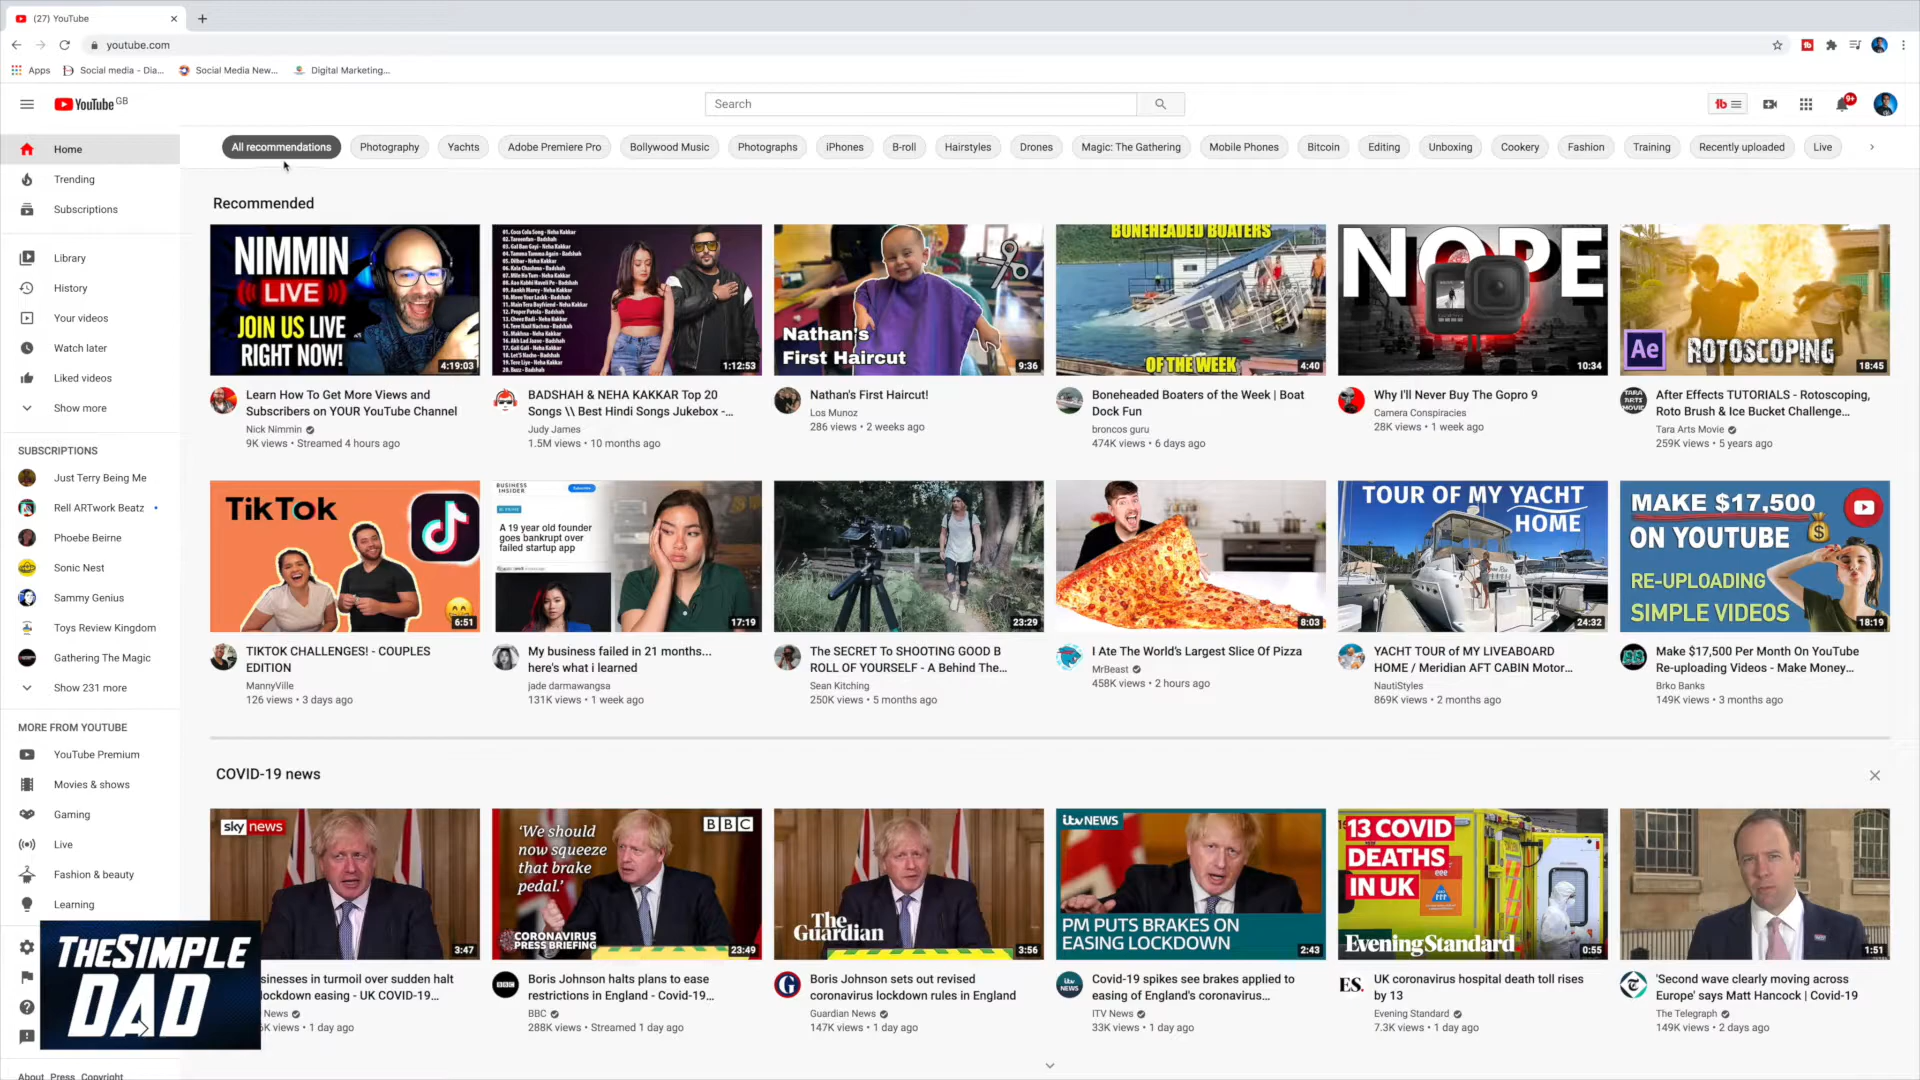 (27) YouTube
youtube.com
Apps
Social media - Dia...
Social Media New...
Digital Marketing...
YouTube GB
Search
9+
Home
Trending
Subscriptions
Library
History
Your videos
Watch later
Liked videos
Show more
SUBSCRIPTIONS
Just Terry Being Me
Rell ARTwork Beatz
Phoebe Beirne
Sonic Nest
Sammy Genius
Toys Review Kingdom
Gathering The Magic
Show 231 more
MORE FROM YOUTUBE
YouTube Premium
Movies & shows
Gaming
Live
Fashion & beauty
Learning
THE SIMPLE
DAD
About Press Copyright
All recommendations
Photography
Yachts
Adobe Premiere Pro
Bollywood Music
Photographs
iPhones
B-roll
Hairstyles
Drones
Magic: The Gathering
Mobile Phones
Bitcoin
Editing
Unboxing
Cookery
Fashion
Training
Recently uploaded
Live
Recommended
NIMMIN
LIVE
JOIN US LIVE
RIGHT NOW!
4:19:03
Learn How To Get More Views and
Subscribers on YOUR YouTube Channel
Nick Nimmin
9K views • Streamed 4 hours ago
1:12:53
BADSHAH & NEHA KAKKAR Top 20
Songs \\ Best Hindi Songs Jukebox -...
Judy James
1.5M views • 10 months ago
Nathan's
First Haircut
9:36
Nathan's First Haircut!
Los Munoz
286 views • 2 weeks ago
BONEHEADED BOATERS
OF THE WEEK
4:40
Boneheaded Boaters of the Week | Boat
Dock Fun
broncos guru
474K views • 6 days ago
NOPE
10:34
Why I'll Never Buy The Gopro 9
Camera Conspiracies
28K views • 1 week ago
Ae
ROTOSCOPING
18:45
TARA
ARTS
MOVIE
After Effects TUTORIALS - Rotoscoping,
Roto Brush & Ice Bucket Challenge...
Tara Arts Movie
259K views • 5 years ago
TikTok
6:51
TIKTOK CHALLENGES! - COUPLES
EDITION
MannyVille
126 views • 3 days ago
BUSINESS
INSIDER
A 19 year old founder
goes bankrupt over
failed startup app
17:19
My business failed in 21 months...
here's what i learned
jade darmawangsa
131K views • 1 week ago
23:29
The SECRET To SHOOTING GOOD B
ROLL OF YOURSELF - A Behind The...
Sean Kitching
250K views • 5 months ago
8:03
I Ate The World's Largest Slice Of Pizza
MrBeast
458K views • 2 hours ago
TOUR OF MY YACHT
HOME
24:32
YACHT TOUR of MY LIVEABOARD
HOME / Meridian AFT CABIN Motor...
NautiStyles
869K views • 2 months ago
MAKE $17,500
ON YOUTUBE
RE-UPLOADING
SIMPLE VIDEOS
18:19
Make $17,500 Per Month On YouTube
Re-uploading Videos - Make Money...
Brko Banks
149K views • 3 months ago
COVID-19 news
sky news
3:47
sinesses in turmoil over sudden halt
lockdown easing - UK COVID-19...
News
K views • 1 day ago
'We should
now squeeze
that brake
pedal.'
BBC
CORONAVIRUS
PRESS BRIEFING
23:49
BBC
Boris Johnson halts plans to ease
restrictions in England - Covid-19...
BBC
288K views • Streamed 1 day ago
The
Guardian
3:56
Boris Johnson sets out revised
coronavirus lockdown rules in England
Guardian News
147K views • 1 day ago
itv NEWS
PM PUTS BRAKES ON
EASING LOCKDOWN
2:43
itv
NEWS
Covid-19 spikes see brakes applied to
easing of England's coronavirus...
ITV News
33K views • 1 day ago
13 COVID
DEATHS
IN UK
Evening Standard
0:55
ES.
UK coronavirus hospital death toll rises
by 13
Evening Standard
7.3K views • 1 day ago
1:51
'Second wave clearly moving across
Europe' says Matt Hancock | Covid-19
The Telegraph
149K views • 2 days ago